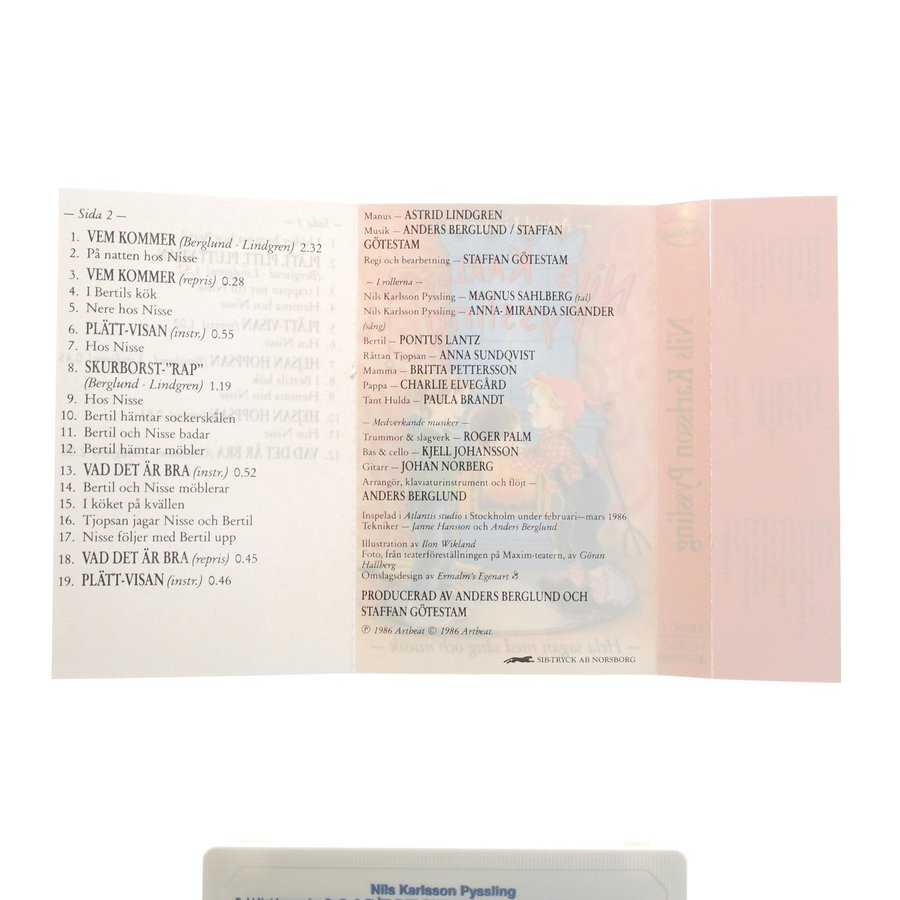 — Sida 2 —
1. VEM KOMMER (Berglund - Lindgren) 2.32
2. På natten hos Nisse
3. VEM KOMMER (repris) 0.28
4. I Bertils kök
5. Nere hos Nisse
6. PLÄTT-VISAN (instr.) 0.55
7. Hos Nisse
8. SKURBORST-"RAP"
(Berglund - Lindgren) 1.19
9. Hos Nisse
10. Bertil hämtar sockerskålen
11. Bertil och Nisse badar
12. Bertil hämtar möbler
13. VAD DET ÄR BRA (instr.) 0.52
14. Bertil och Nisse möblerar
15. I köket på kvällen
16. Tjopsan jagar Nisse och Bertil
17. Nisse följer med Bertil upp
18. VAD DET ÄR BRA (repris) 0.45
19. PLÄTT-VISAN (instr.) 0.46
Manus — ASTRID LINDGREN
Musik — ANDERS BERGLUND / STAFFAN
GÖTESTAM
Regi och bearbetning — STAFFAN GÖTESTAM
— I rollerna —
Nils Karlsson Pyssling — MAGNUS SAHLBERG (tal)
Nils Karlsson Pyssling — ANNA- MIRANDA SIGANDER
(sång)
Bertil — PONTUS LANTZ
Råttan Tjopsan — ANNA SUNDQVIST
Mamma — BRITTA PETTERSSON
Pappa — CHARLIE ELVEGÅRD
Tant Hulda — PAULA BRANDT
— Medverkande musiker —
Trummor & slagverk — ROGER PALM
Bas & cello — KJELL JOHANSSON
Gitarr — JOHAN NORBERG
Arrangör, klaviaturinstrument och flöjt —
ANDERS BERGLUND
Inspelad i Atlantis studio i Stockholm under februari—mars 1986
Tekniker — Janne Hansson och Anders Berglund
Illustration av Ilon Wikland
Foto, från teaterföreställningen på Maxim-teatern, av Göran
Hallberg
Omslagsdesign av Ermalm's Egenart
PRODUCERAD AV ANDERS BERGLUND OCH
STAFFAN GÖTESTAM
℗ 1986 Artbeat © 1986 Artbeat.
SIB-TRYCK AB NORSBORG
Nils Karlsson Pyssling
Nils Karlsson Pyssling